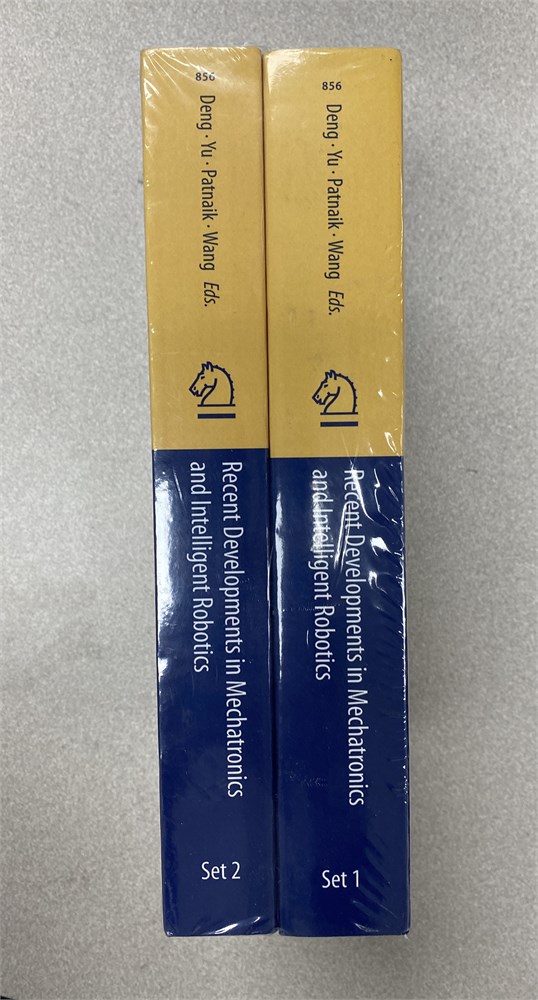 856
Deng · Yu · Patnaik · Wang Eds.
Recent Developments in Mechatronics
and Intelligent Robotics
Set 2
856
Deng · Yu · Patnaik · Wang Eds.
Recent Developments in Mechatronics
and Intelligent Robotics
Set 1